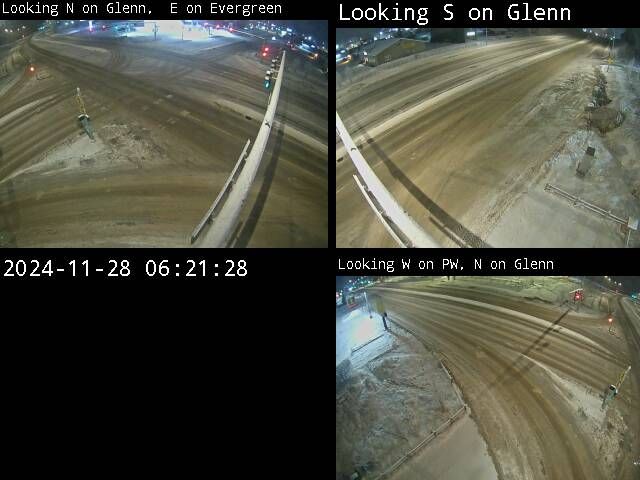 Looking N on Glenn,  E on Evergreen
Looking S on Glenn
2024-11-28 06:21:28
Looking W on PW, N on Glenn